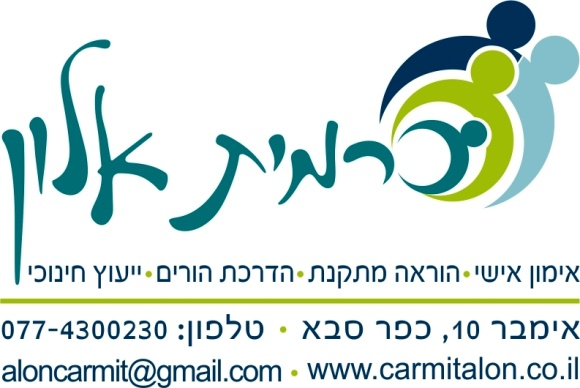 כרמית אלון
אימון אישי • הוראה מתקנת • הדרכת הורים • ייעוץ חינוכי
אימבר 10, כפר סבא • טלפון: 077-4300230
aloncarmit@gmail.com • www.carmitalon.co.il